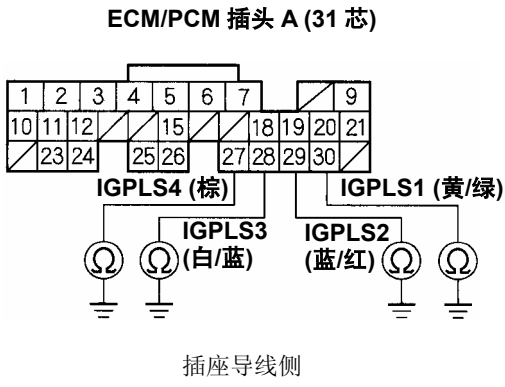 ECM/PCM 插头 A (31 芯)
1 2 3 4 5 6 7 9
10 11 12 15 18 19 20 21
23 24 25 26 27 28 29 30
IGPLS4 (棕)
IGPLS1 (黄/绿)
IGPLS3
(白/蓝)
IGPLS2
(蓝/红)
Ω Ω Ω Ω
插座导线侧